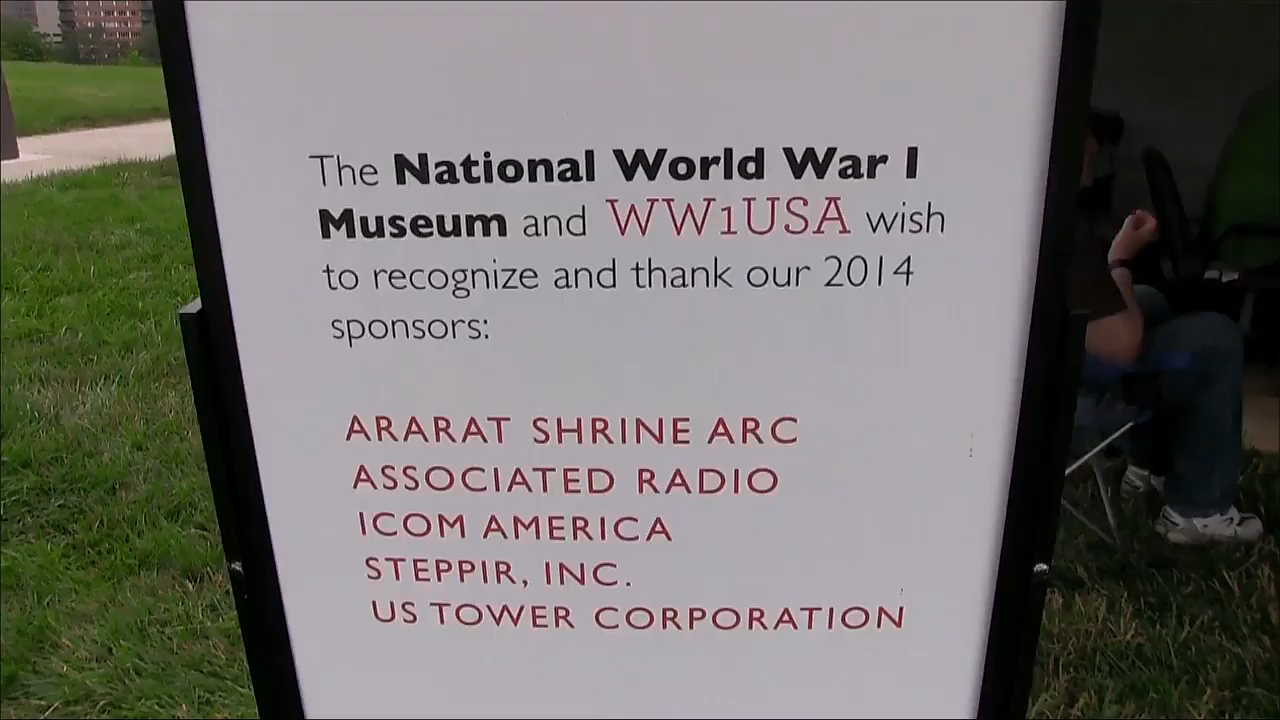 The National World War I
Museum and WW1USA wish
to recognize and thank our 2014
sponsors:
ARARAT SHRINE ARC
ASSOCIATED RADIO
ICOM AMERICA
STEPPIR, INC.
US TOWER CORPORATION